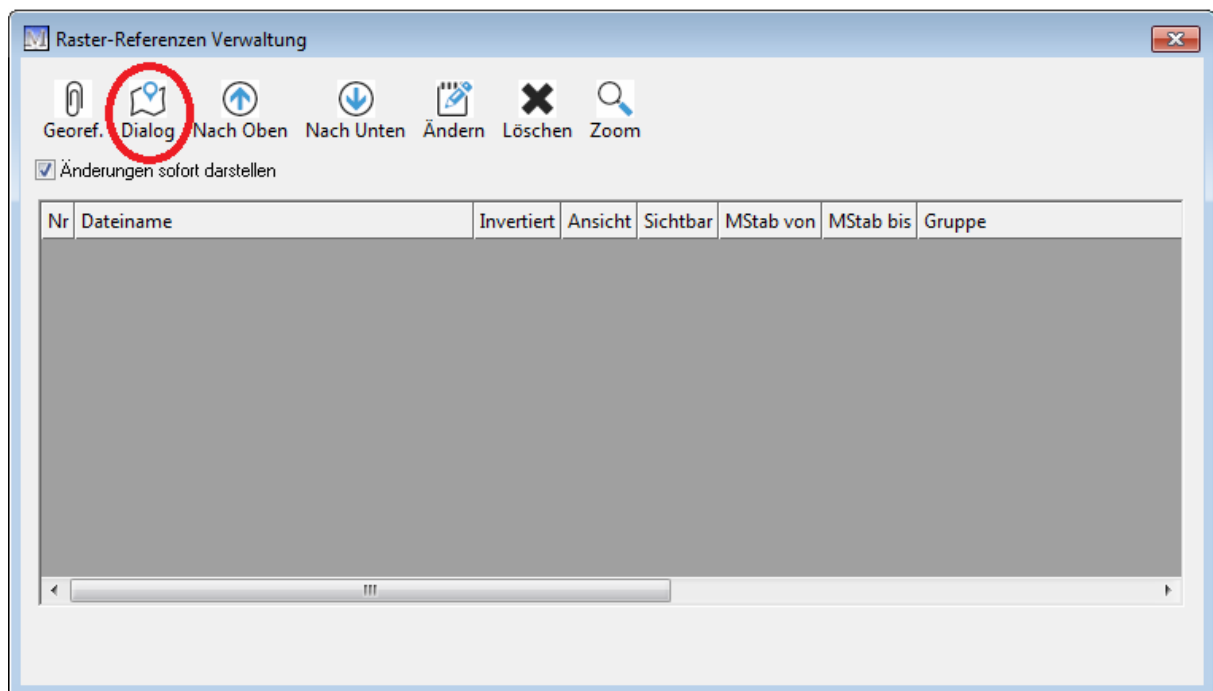 Raster-Referenzen Verwaltung
Georef. Dialog Nach Oben Nach Unten Ändern Löschen Zoom
Änderungen sofort darstellen
Nr Dateiname Invertiert Ansicht Sichtbar MStab von MStab bis Gruppe